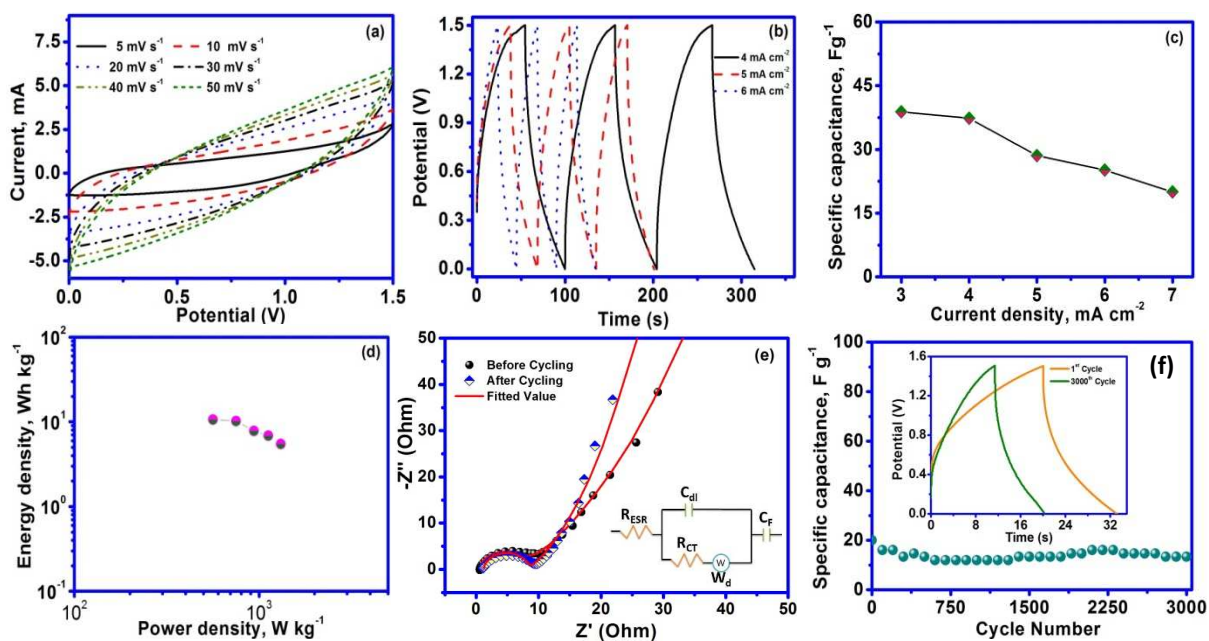 (a)
5 mV s⁻¹ 10 mV s⁻¹
20 mV s⁻¹ 30 mV s⁻¹
40 mV s⁻¹ 50 mV s⁻¹
7.5
5.0
2.5
0.0
-2.5
-5.0
Current, mA
0.0 0.5 1.0 1.5
Potential (V)
(b)
4 mA cm⁻²
5 mA cm⁻²
6 mA cm⁻²
1.5
1.2
0.9
0.6
0.3
0.0
Potential (V)
0 100 200 300
Time (s)
(c)
60
45
30
15
0
Specific capacitance, Fg⁻¹
3 4 5 6 7
Current density, mA cm⁻²
(d)
10²
10¹
10⁰
10⁻¹
Energy density, Wh kg⁻¹
10² 10³
Power density, W kg⁻¹
(e)
Before Cycling
After Cycling
Fitted Value
50
40
30
20
10
0
-5
-Z'' (Ohm)
C_dl
R_ESR
C_F
R_CT
W
W_d
0 10 20 30 40 50
Z' (Ohm)
(f)
100
80
60
40
20
0
Specific capacitance, F g⁻¹
1st Cycle
3000th Cycle
1.6
1.2
0.8
0.4
0.0
Potential (V)
0 8 16 24 32
Time (s)
0 750 1500 2250 3000
Cycle Number